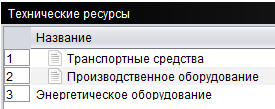 Технические ресурсы
Название
1 Транспортные средства
2 Производственное оборудование
3 Энергетическое оборудование